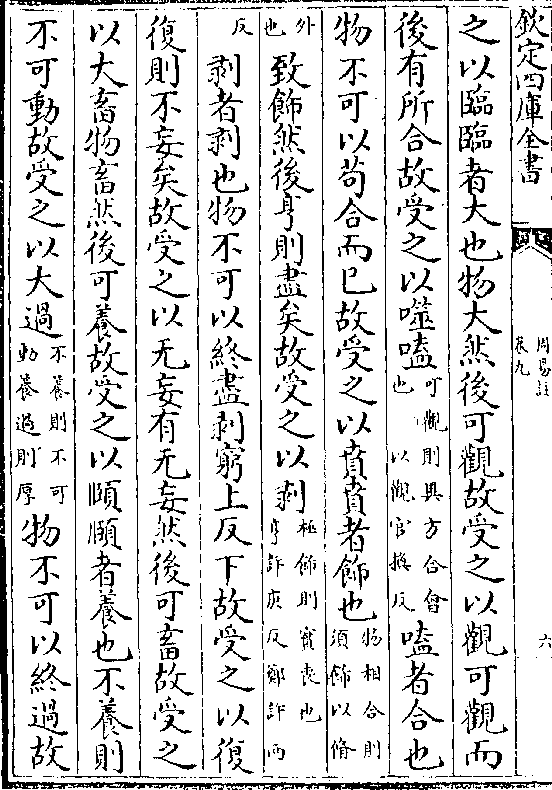 欽定四庫全書
周易註
卷九
六
之以臨臨者大也物大然後可觀故受之以觀可觀而
後有所合故受之以噬嗑可觀則異方合會也 以觀官換反嗑者合也
物不可以苟合而已故受之以賁賁者飾也物相合則須飾以脩
外也致飾然後亨則盡矣故受之以剥極飾則實喪也亨許庚反鄭許兩
反剥者剥也物不可以終盡剥窮上反下故受之以復
復則不妄矣故受之以无妄有无妄然後可畜故受之
以大畜物畜然後可養故受之以頤頤者養也不養則
不可動故受之以大過不養則不可動養過則厚物不可以終過故